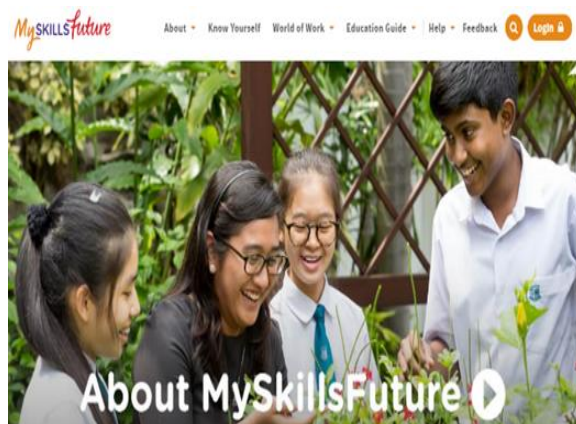 MySKILLSfuture
About Know Yourself World of Work Education Guide Help Feedback Login
About MySkillsFuture